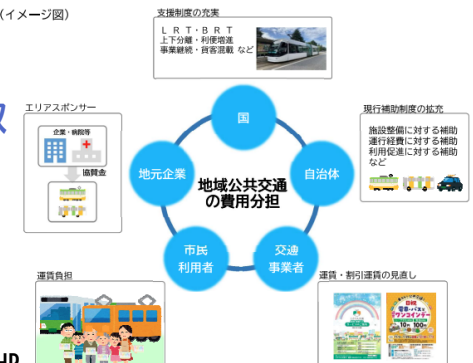 (イメージ図)
支援制度の充実
LRT・BRT
上下分離・利便増進
事業継続・貨客混載 など
エリアスポンサー
企業・病院等
協賛金
現行補助制度の拡充
施設整備に対する補助
運行経費に対する補助
利用促進に対する補助
など
国
地元企業
自治体
地域公共交通
の費用分担
市民
利用者
交通
事業者
運賃負担
運賃・割引運賃の見直し
電車・バス
ワンコインデー
10円 100円